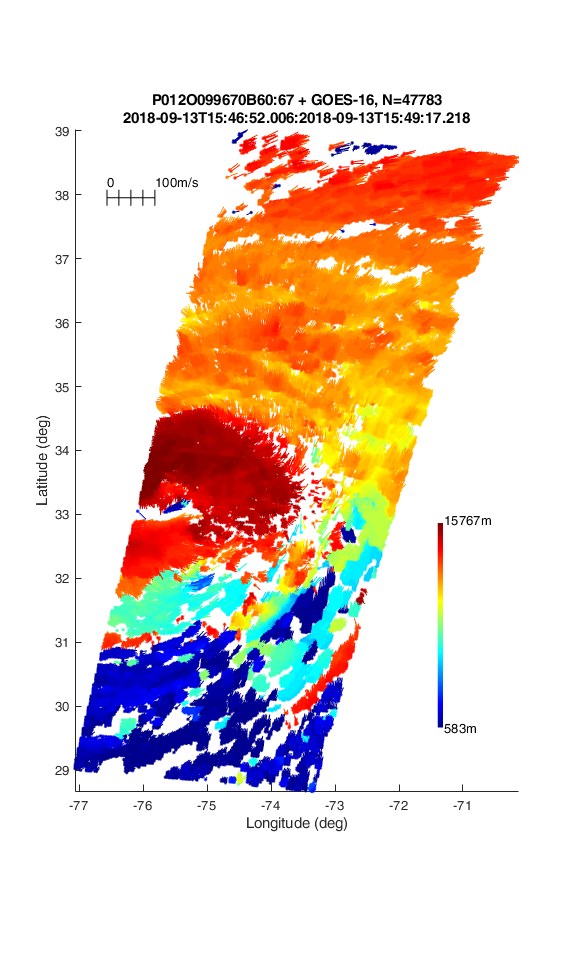 P012O099670B60:67 + GOES-16, N=47783
2018-09-13T15:46:52.006:2018-09-13T15:49:17.218
39
0 100m/s
38
37
36
35
Latitude (deg)
34
33
15767m
32
31
30
583m
29
-77 -76 -75 -74 -73 -72 -71
Longitude (deg)